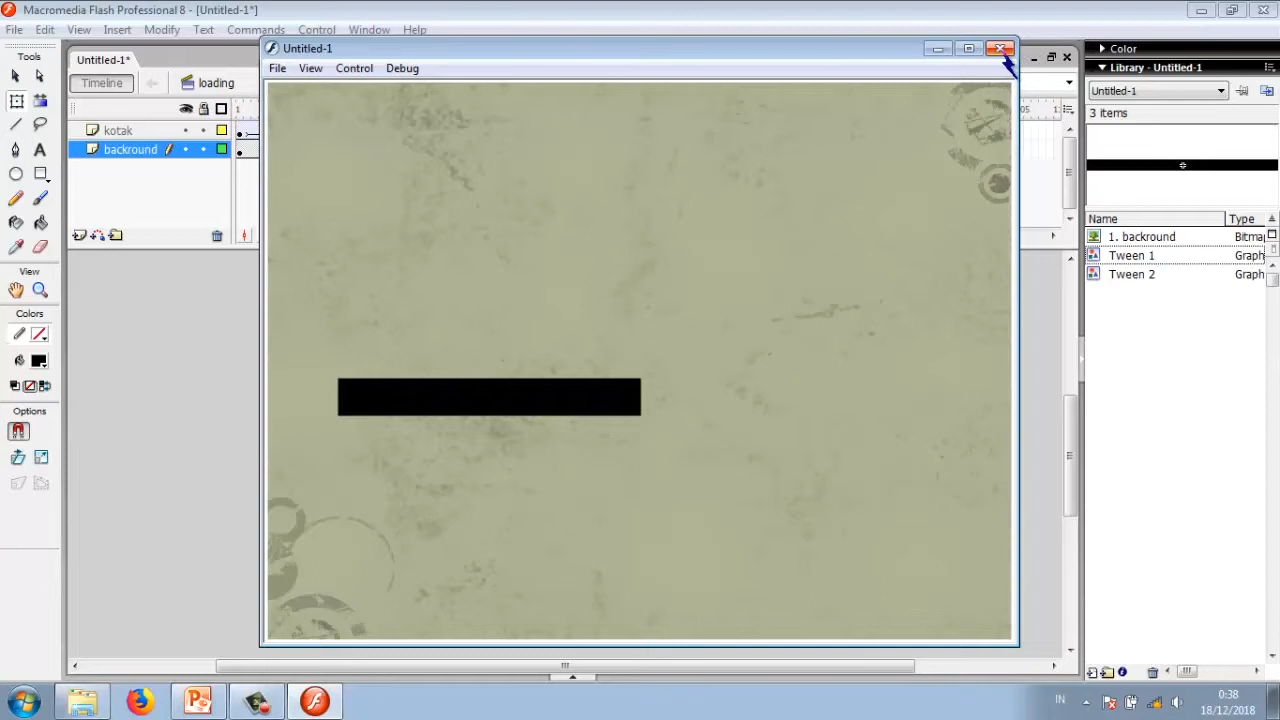 Macromedia Flash Professional 8 - [Untitled-1*]
File Edit View Insert Modify Text Commands Control Window Help
Tools
Untitled-1*
Timeline
loading
1
kotak
backround
Untitled-1
File View Control Debug
05
Color
Library - Untitled-1
Untitled-1
3 items
Name Type
1. backround Bitma
Tween 1 Graph
Tween 2 Graph
View
Colors
Options
IN
0:38
18/12/2018